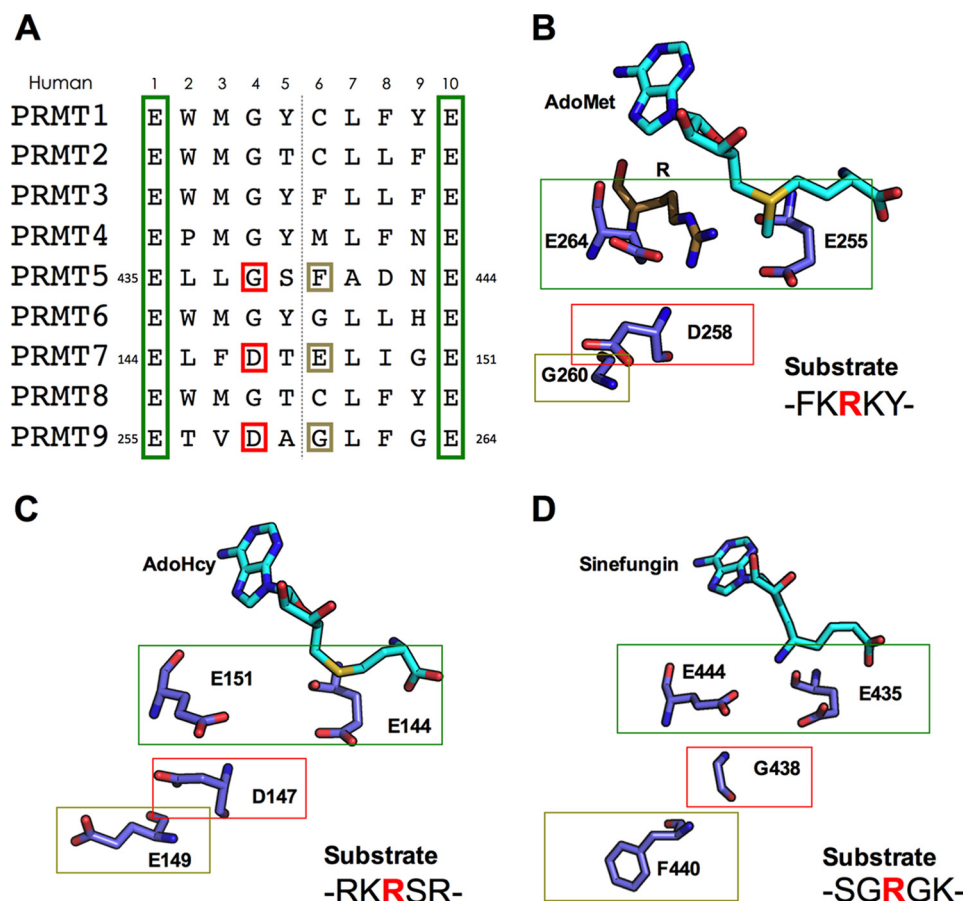 A
Human 1 2 3 4 5 6 7 8 9 10
PRMT1 E W M G Y C L F Y E
PRMT2 E W M G T C L L F E
PRMT3 E W M G Y F L L F E
PRMT4 E P M G Y M L F N E
PRMT5 435 E L L G S F A D N E 444
PRMT6 E W M G Y G L L H E
PRMT7 144 E L F D T E L I G E 151
PRMT8 E W M G T C L F Y E
PRMT9 255 E T V D A G L F G E 264
B
AdoMet
R
E264
E255
D258
G260
Substrate
-FKRKY-
C
AdoHcy
E151
E144
D147
E149
Substrate
-RKRSR-
D
Sinefungin
E444
E435
G438
F440
Substrate
-SGRGK-